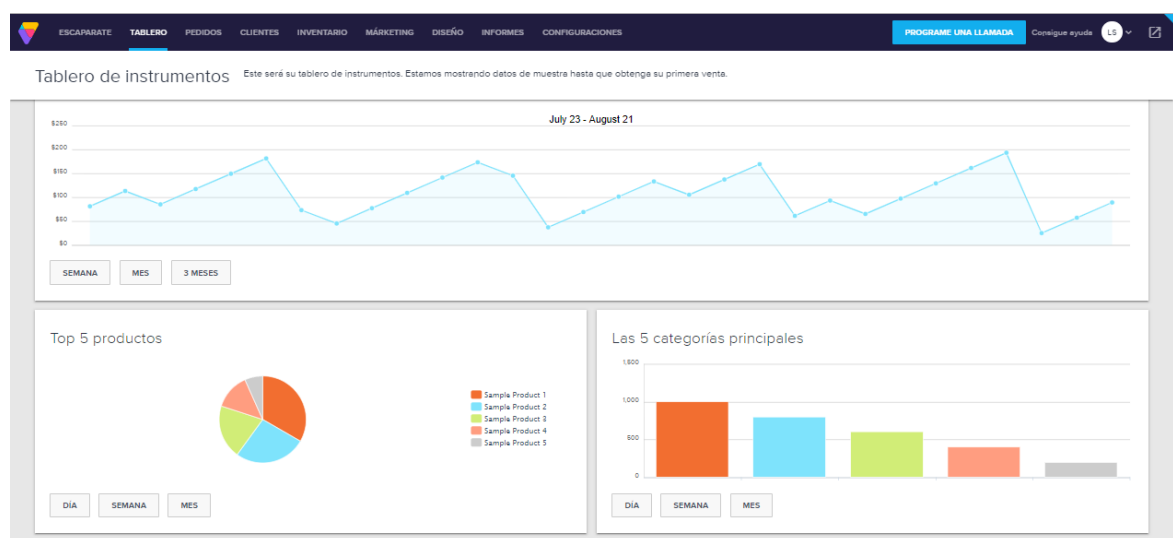 ESCAPARATE TABLERO PEDIDOS CLIENTES INVENTARIO MÁRKETING DISEÑO INFORMES CONFIGURACIONES PROGRAME UNA LLAMADA Consigue ayuda LS
Tablero de instrumentos Este será su tablero de instrumentos. Estamos mostrando datos de muestra hasta que obtenga su primera venta.
July 23 - August 21
$250
$200
$150
$100
$50
$0
SEMANA MES 3 MESES
Top 5 productos
Sample Product 1
Sample Product 2
Sample Product 3
Sample Product 4
Sample Product 5
DÍA SEMANA MES
Las 5 categorías principales
1,500
1,000
500
0
DÍA SEMANA MES